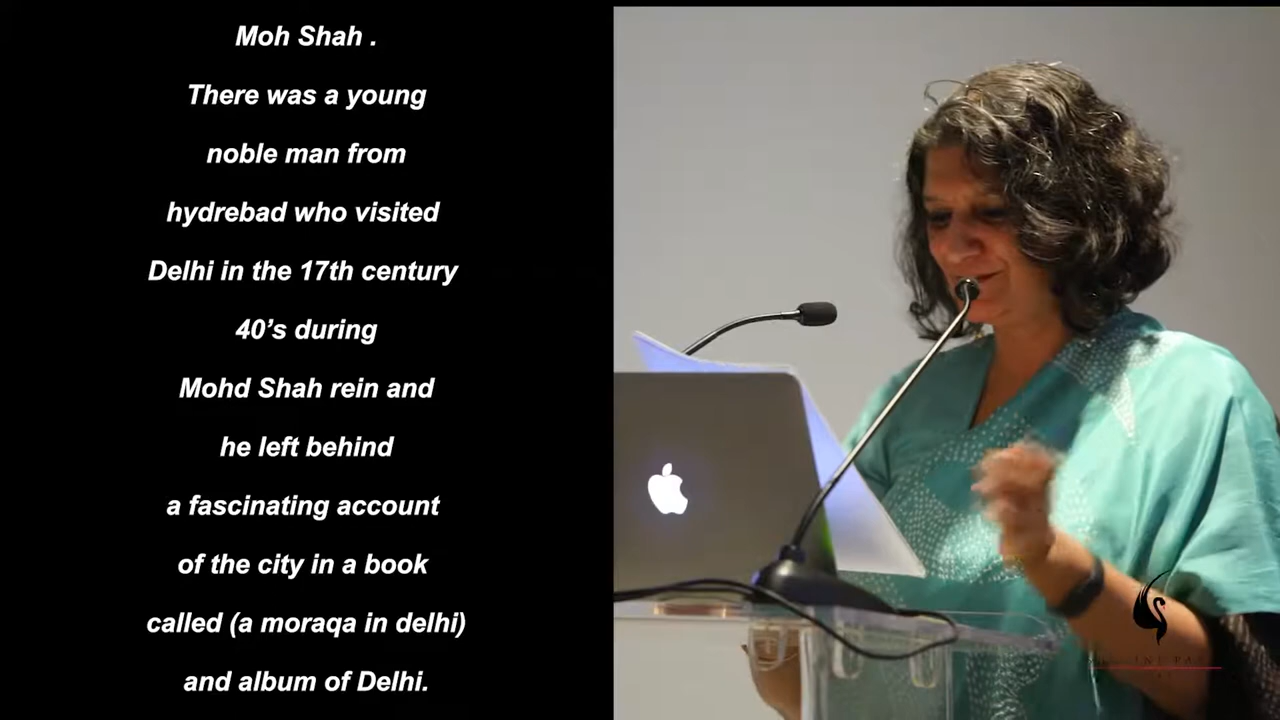 Moh Shah .
There was a young
noble man from
hydrebad who visited
Delhi in the 17th century
40’s during
Mohd Shah rein and
he left behind
a fascinating account
of the city in a book
called (a moraqa in delhi)
and album of Delhi.